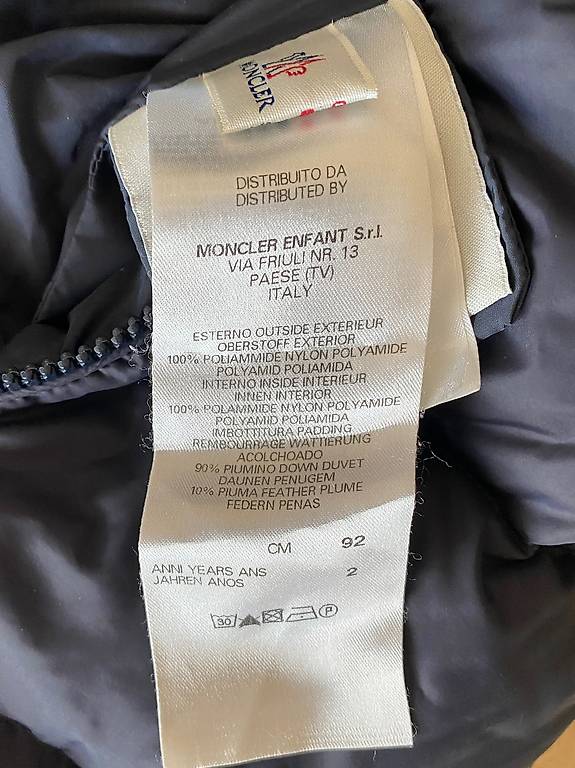 MONCLER
DISTRIBUITO DA
DISTRIBUTED BY
MONCLER ENFANT S.r.l.
VIA FRIULI NR. 13
PAESE (TV)
ITALY
ESTERNO OUTSIDE EXTERIEUR
OBERSTOFF EXTERIOR
100% POLIAMMIDE NYLON POLYAMIDE
POLYAMID POLIAMIDA
INTERNO INSIDE INTERIEUR
INNEN INTERIOR
100% POLAMMIDE NYLON POLYAMIDE
POLYAMID POLIAMIDA
IMBOTTITURA PADDING
REMBOURRAGE WATTIERUNG
ACOLCHOADO
90% PIUMINO DOWN DUVET
DAUNEN PENUGEM
10% PIUMA FEATHER PLUME
FEDERN PENAS
CM 92
ANNI YEARS ANS 2
JAHREN ANOS
30 P